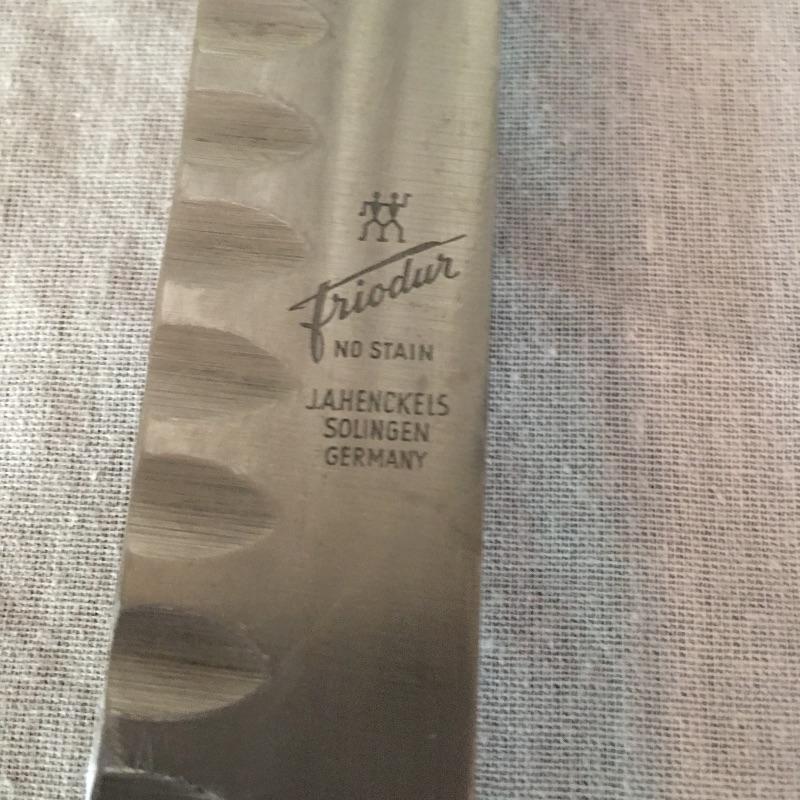 friodur
NO STAIN
J.A.HENCKELS
SOLINGEN
GERMANY